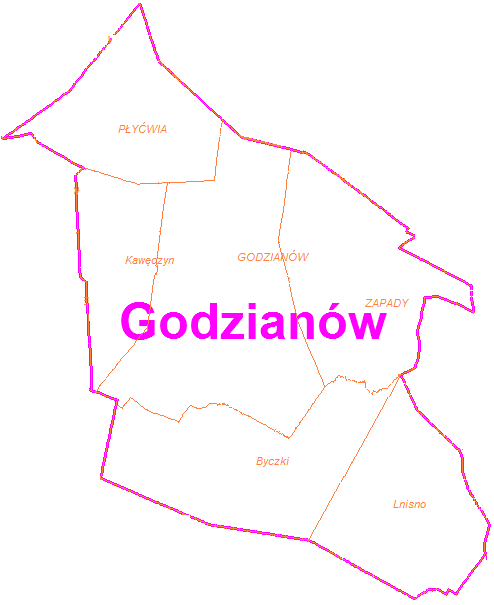 PŁYĆWIA
Kawęczyn
GODZIANÓW
ZAPADY
Godzianów
Byczki
Lnisno